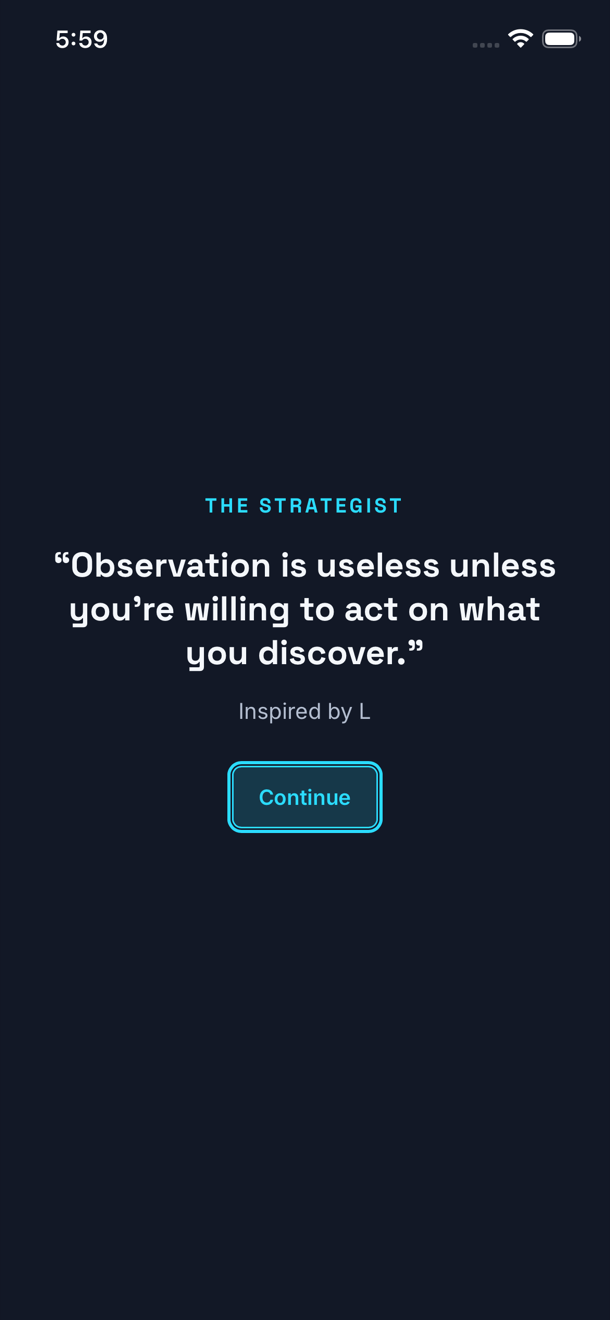 5:59
THE STRATEGIST
“Observation is useless unless
you’re willing to act on what
you discover.”
Inspired by L
Continue